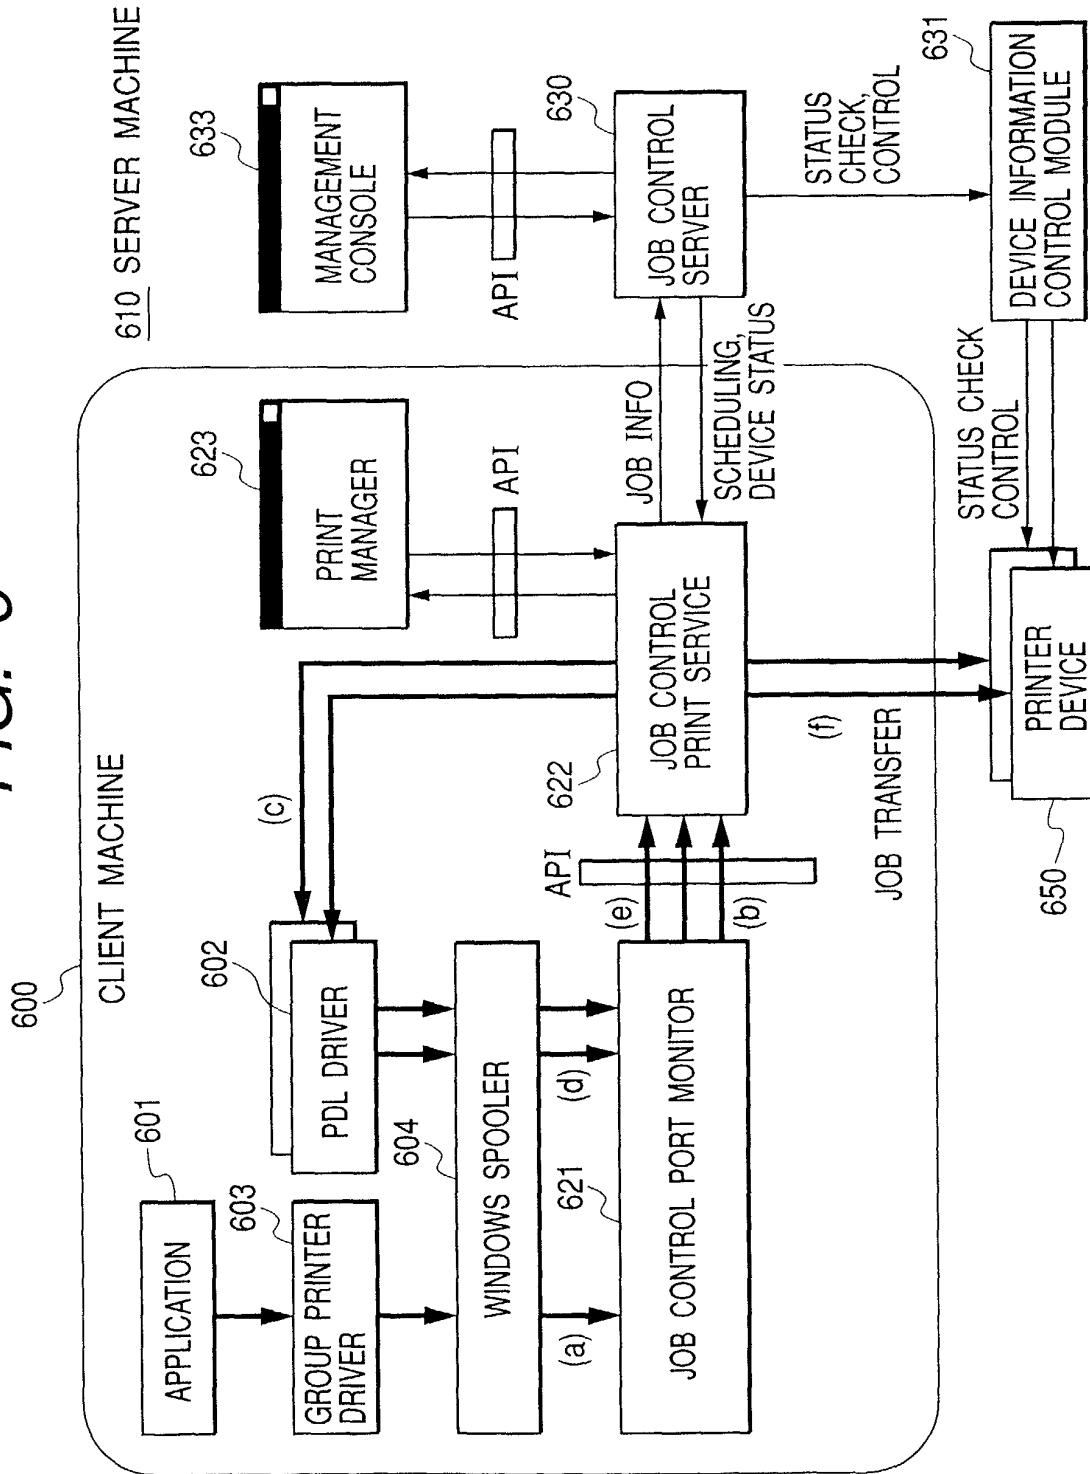 FIG.
600
CLIENT MACHINE
610 SERVER MACHINE
601
APPLICATION
603
GROUP PRINTER
DRIVER
602
PDL DRIVER
(c)
623
PRINT
MANAGER
633
MANAGEMENT
CONSOLE
604
WINDOWS SPOOLER
API
API
(a)
(d)
621
JOB CONTROL PORT MONITOR
API
(e)
(b)
622
JOB CONTROL
PRINT SERVICE
JOB INFO
SCHEDULING,
DEVICE STATUS
630
JOB CONTROL
SERVER
(f)
JOB TRANSFER
STATUS
CHECK,
CONTROL
650
PRINTER
DEVICE
STATUS CHECK
CONTROL
631
DEVICE INFORMATION
CONTROL MODULE